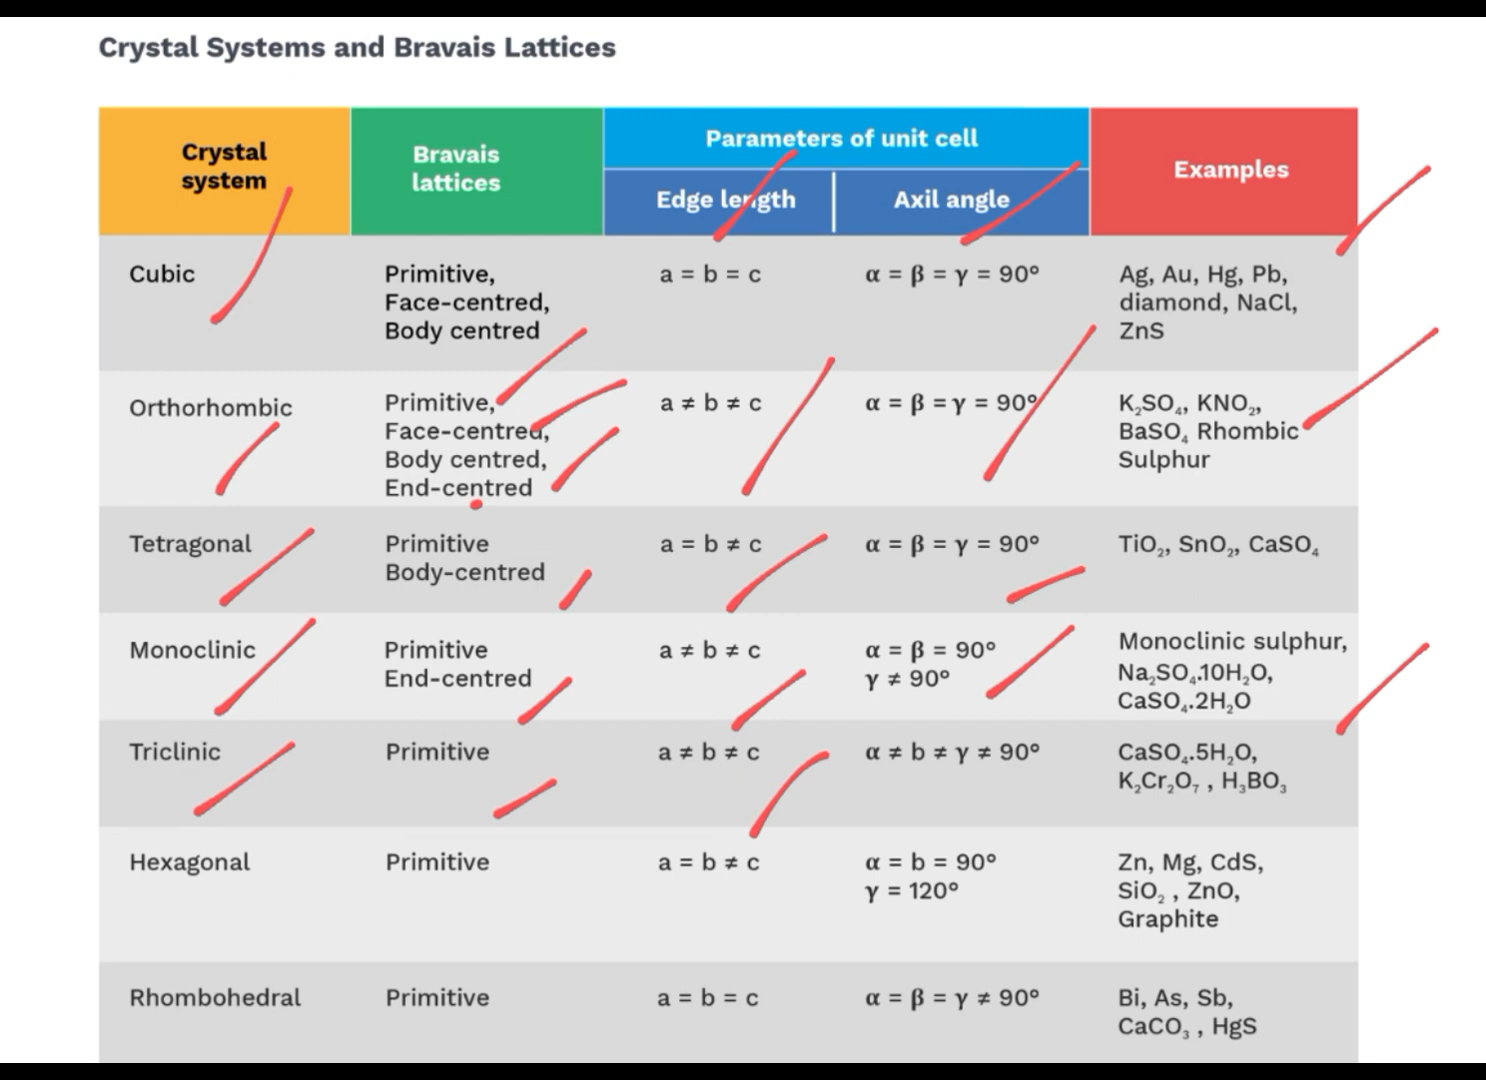 Crystal Systems and Bravais Lattices
Crystal
system
Bravais
lattices
Parameters of unit cell
Edge length
Axil angle
Examples
Cubic
Primitive,
Face-centred,
Body centred
a = b = c
α = β = γ = 90°
Ag, Au, Hg, Pb,
diamond, NaCl,
ZnS
Orthorhombic
Primitive,
Face-centred,
Body centred,
End-centred
a ≠ b ≠ c
α = β = γ = 90°
K₂SO₄, KNO₂,
BaSO₄ Rhombic
Sulphur
Tetragonal
Primitive
Body-centred
a = b ≠ c
α = β = γ = 90°
TiO₂, SnO₂, CaSO₄
Monoclinic
Primitive
End-centred
a ≠ b ≠ c
α = β = 90°
γ ≠ 90°
Monoclinic sulphur,
Na₂SO₄.10H₂O,
CaSO₄.2H₂O
Triclinic
Primitive
a ≠ b ≠ c
α ≠ b ≠ γ ≠ 90°
CaSO₄.5H₂O,
K₂Cr₂O₇ , H₃BO₃
Hexagonal
Primitive
a = b ≠ c
α = b = 90°
γ = 120°
Zn, Mg, CdS,
SiO₂ , ZnO,
Graphite
Rhombohedral
Primitive
a = b = c
α = β = γ ≠ 90°
Bi, As, Sb,
CaCO₃ , HgS